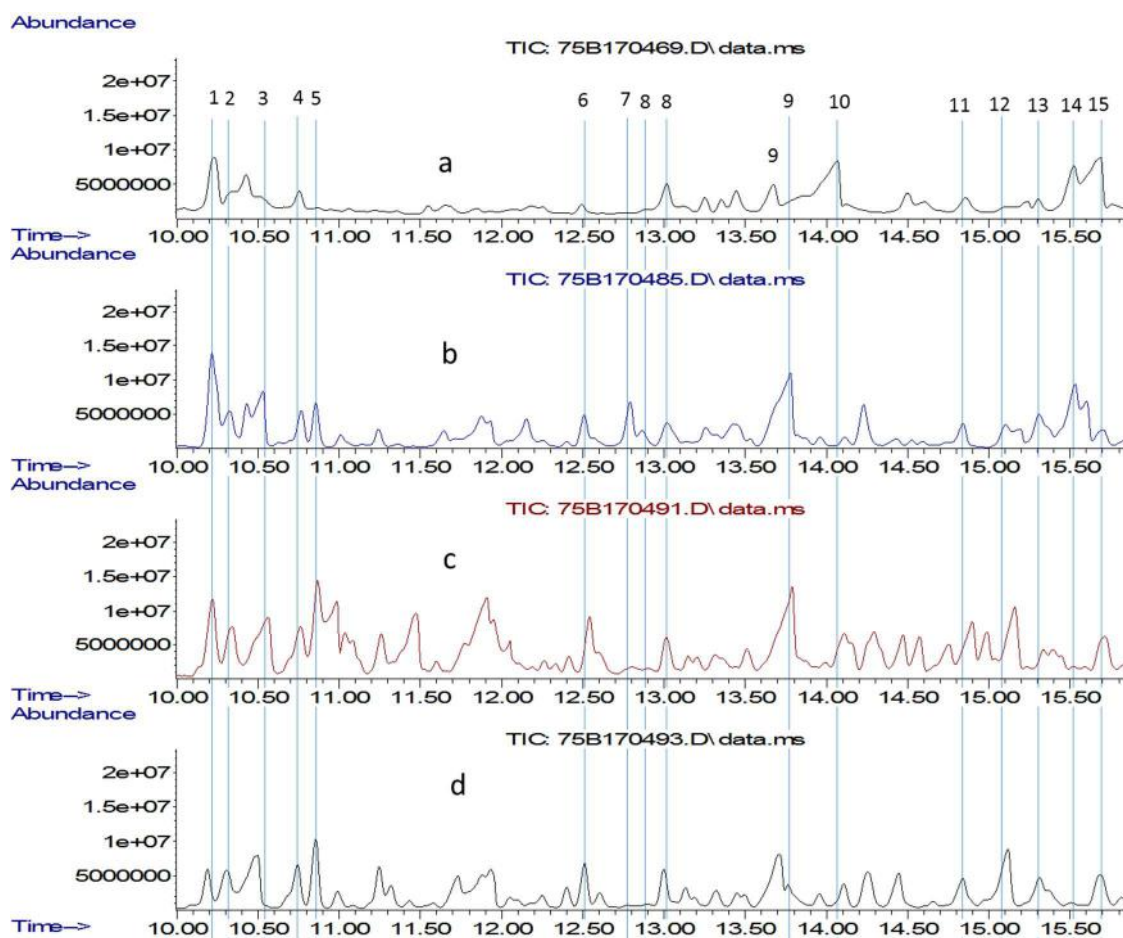 Abundance
TIC: 75B170469.D\data.ms
2e+07
1 2 3 4 5 6 7 8 8 9 10 11 12 13 14 15
1.5e+07
1e+07
a
9
5000000
10.00 10.50 11.00 11.50 12.00 12.50 13.00 13.50 14.00 14.50 15.00 15.50
Time-->
Abundance
TIC: 75B170485.D\data.ms
2e+07
1.5e+07
b
1e+07
5000000
10.00 10.50 11.00 11.50 12.00 12.50 13.00 13.50 14.00 14.50 15.00 15.50
Time-->
Abundance
TIC: 75B170491.D\data.ms
2e+07
c
1.5e+07
1e+07
5000000
10.00 10.50 11.00 11.50 12.00 12.50 13.00 13.50 14.00 14.50 15.00 15.50
Time-->
Abundance
TIC: 75B170493.D\data.ms
2e+07
d
1.5e+07
1e+07
5000000
10.00 10.50 11.00 11.50 12.00 12.50 13.00 13.50 14.00 14.50 15.00 15.50
Time-->